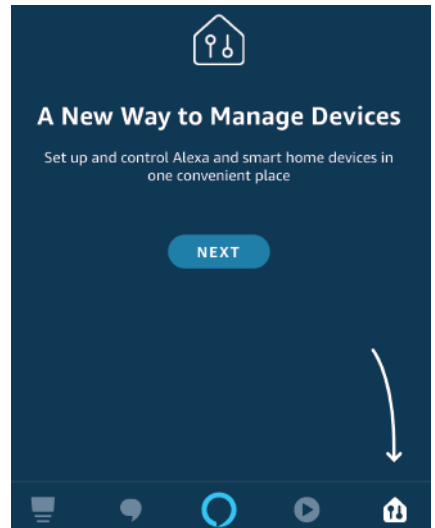 A New Way to Manage Devices
Set up and control Alexa and smart home devices in
one convenient place
NEXT